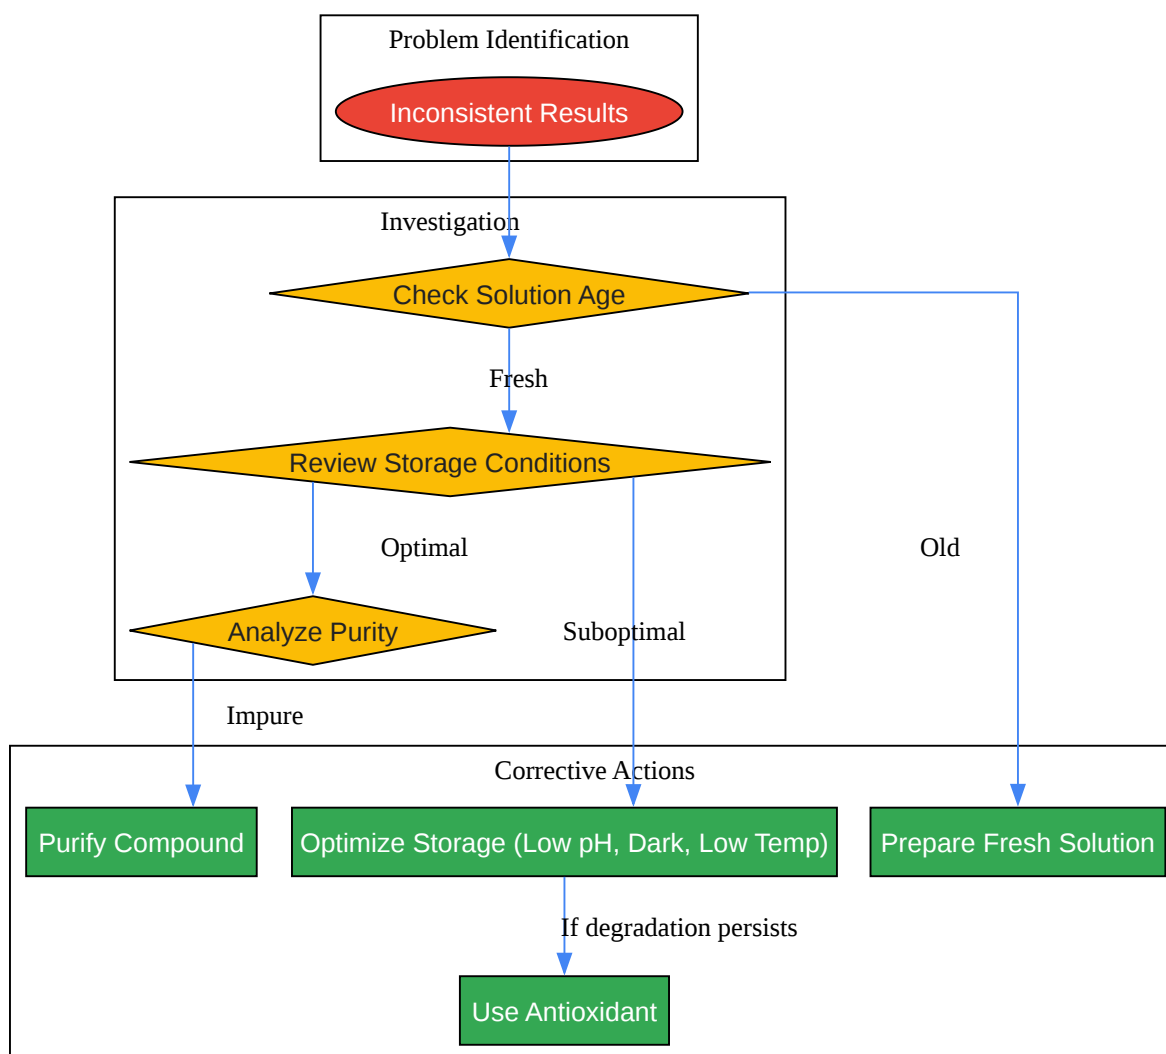 Problem Identification
Inconsistent Results
Investigation
Check Solution Age
Fresh
Review Storage Conditions
Optimal
Old
Analyze Purity
Suboptimal
Impure
Corrective Actions
Purify Compound
Optimize Storage (Low pH, Dark, Low Temp)
Prepare Fresh Solution
If degradation persists
Use Antioxidant